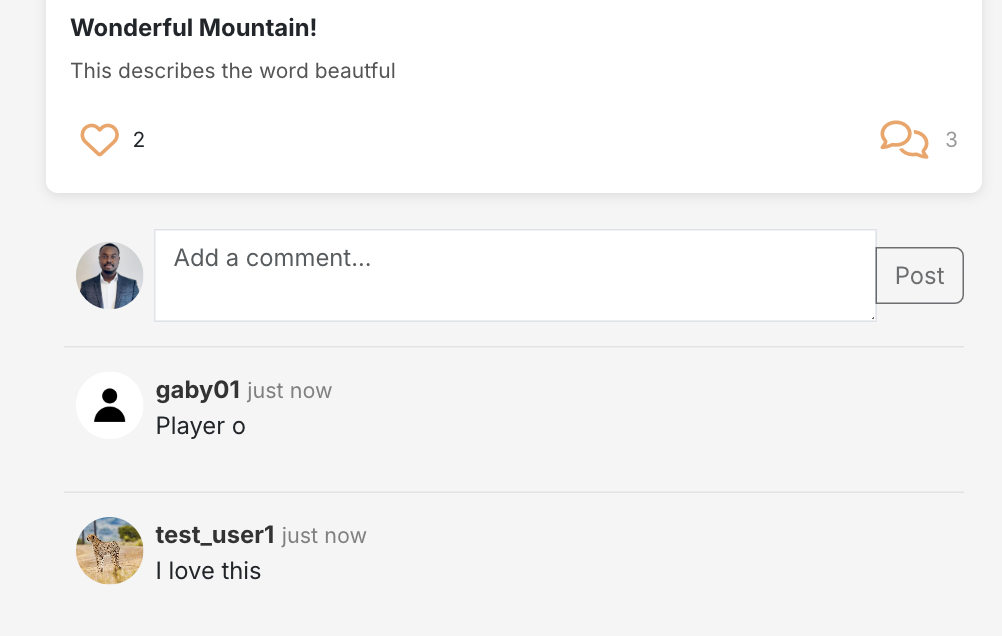 Wonderful Mountain!
This describes the word beautful
2
3
Add a comment...
Post
gaby01 just now
Player o
test_user1 just now
I love this